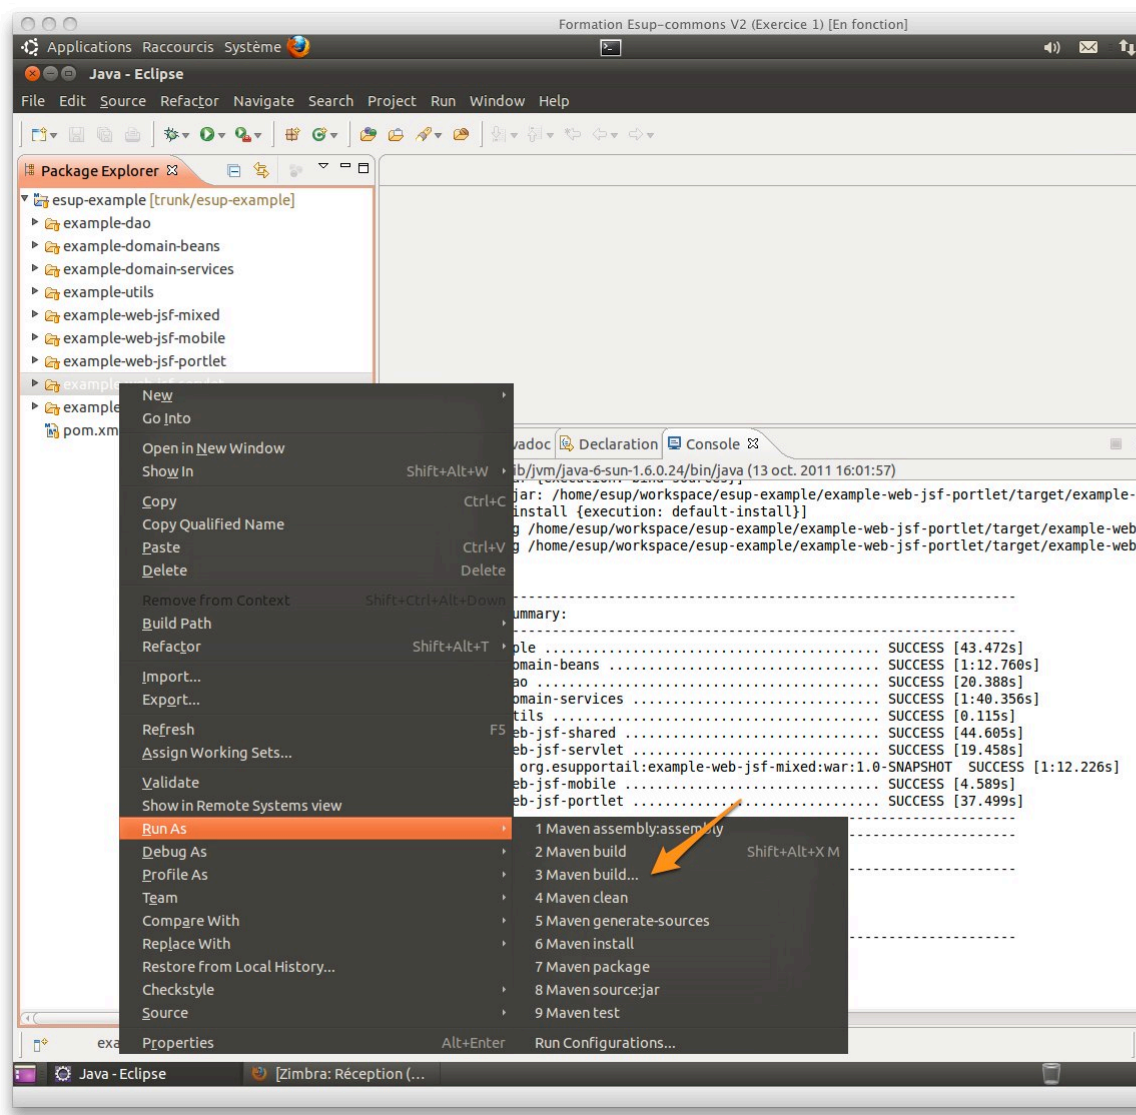 Formation Esup-commons V2 (Exercice 1) [En fonction]
Applications Raccourcis Système
Java - Eclipse
File Edit Source Refactor Navigate Search Project Run Window Help
Package Explorer
esup-example [trunk/esup-example]
example-dao
example-domain-beans
example-domain-services
example-utils
example-web-jsf-mixed
example-web-jsf-mobile
example-web-jsf-portlet
example-web-jsf-servlet
example
pom.xm
New
Go Into
Open in New Window
Show In Shift+Alt+W
Copy Ctrl+C
Copy Qualified Name
Paste Ctrl+V
Delete Delete
Remove from Context Shift+Ctrl+Alt+Down
Build Path
Refactor Shift+Alt+T
Import...
Export...
Refresh F5
Assign Working Sets...
Validate
Show in Remote Systems view
Run As
Debug As
Profile As
Team
Compare With
Replace With
Restore from Local History...
Checkstyle
Source
Properties Alt+Enter
vadoc Declaration Console
ib/jvm/java-6-sun-1.6.0.24/bin/java (13 oct. 2011 16:01:57)
jar: /home/esup/workspace/esup-example/example-web-jsf-portlet/target/example-
install {execution: default-install}]
g /home/esup/workspace/esup-example/example-web-jsf-portlet/target/example-web
g /home/esup/workspace/esup-example/example-web-jsf-portlet/target/example-web
------------------------------------------------------------
ummary:
------------------------------------------------------------
ple ......................................... SUCCESS [43.472s]
omain-beans ................................. SUCCESS [1:12.760s]
ao .......................................... SUCCESS [20.388s]
omain-services .............................. SUCCESS [1:40.356s]
tils ........................................ SUCCESS [0.115s]
eb-jsf-shared ............................... SUCCESS [44.605s]
eb-jsf-servlet .............................. SUCCESS [19.458s]
org.esupportail:example-web-jsf-mixed:war:1.0-SNAPSHOT SUCCESS [1:12.226s]
eb-jsf-mobile ............................... SUCCESS [4.589s]
eb-jsf-portlet .............................. SUCCESS [37.499s]
1 Maven assembly:assembly
2 Maven build Shift+Alt+X M
3 Maven build...
4 Maven clean
5 Maven generate-sources
6 Maven install
7 Maven package
8 Maven source:jar
9 Maven test
Run Configurations...
exa
Java - Eclipse
[Zimbra: Réception (...